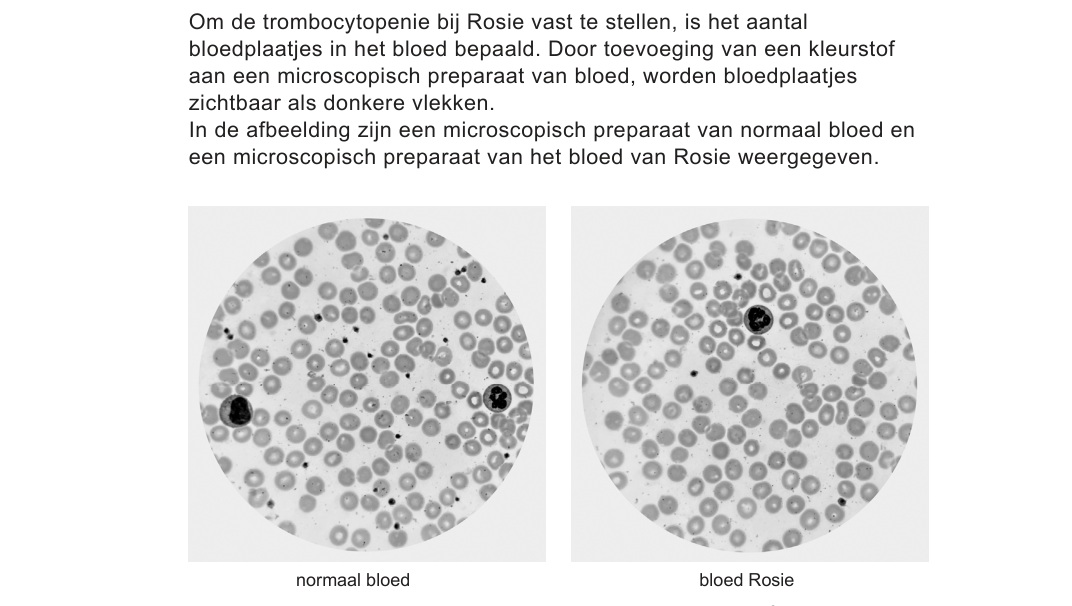 Om de trombocytopenie bij Rosie vast te stellen, is het aantal
bloedplaatjes in het bloed bepaald. Door toevoeging van een kleurstof
aan een microscopisch preparaat van bloed, worden bloedplaatjes
zichtbaar als donkere vlekken.
In de afbeelding zijn een microscopisch preparaat van normaal bloed en
een microscopisch preparaat van het bloed van Rosie weergegeven.
normaal bloed
bloed Rosie